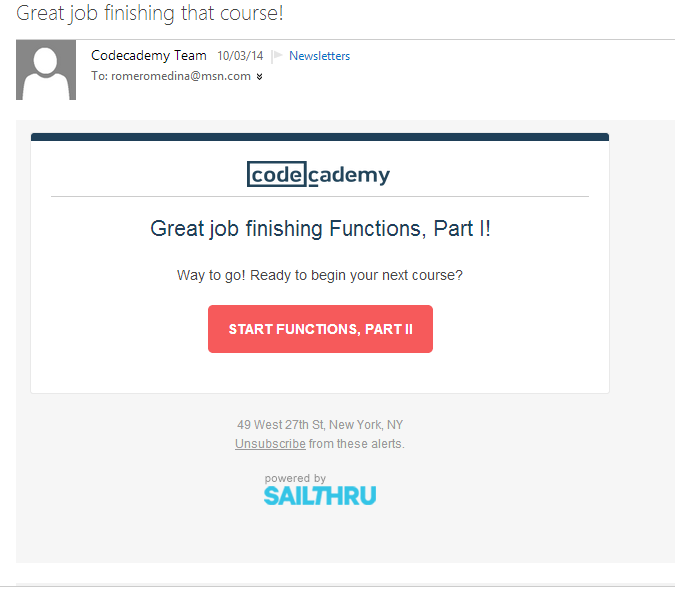 Great job finishing that course!
Codecademy Team 10/03/14 Newsletters
To: romeromedina@msn.com
codecademy
Great job finishing Functions, Part I!
Way to go! Ready to begin your next course?
START FUNCTIONS, PART II
49 West 27th St, New York, NY
Unsubscribe from these alerts.
powered by
SAILTHRU